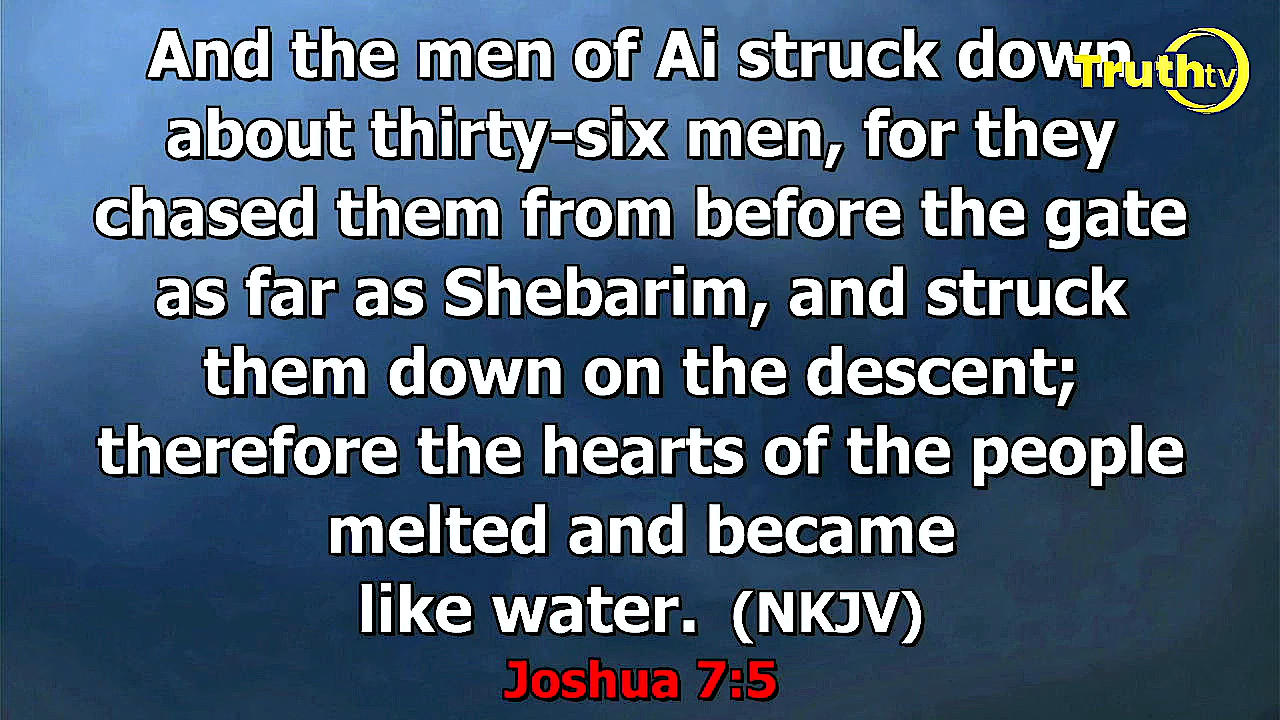 And the men of Ai struck down
Truthtv
about thirty-six men, for they
chased them from before the gate
as far as Shebarim, and struck
them down on the descent;
therefore the hearts of the people
melted and became
like water. (NKJV)
Joshua 7:5